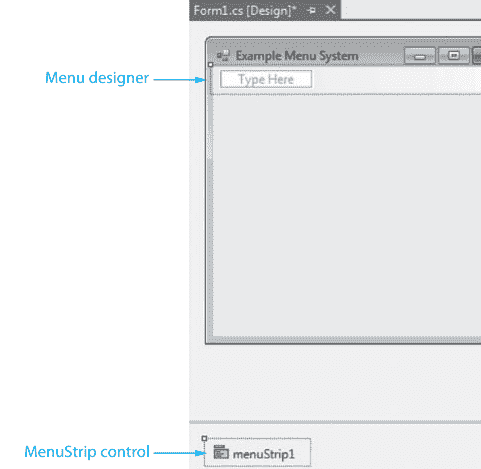 Form1.cs [Design]*
Example Menu System
Menu designer
Type Here
MenuStrip control
menuStrip1